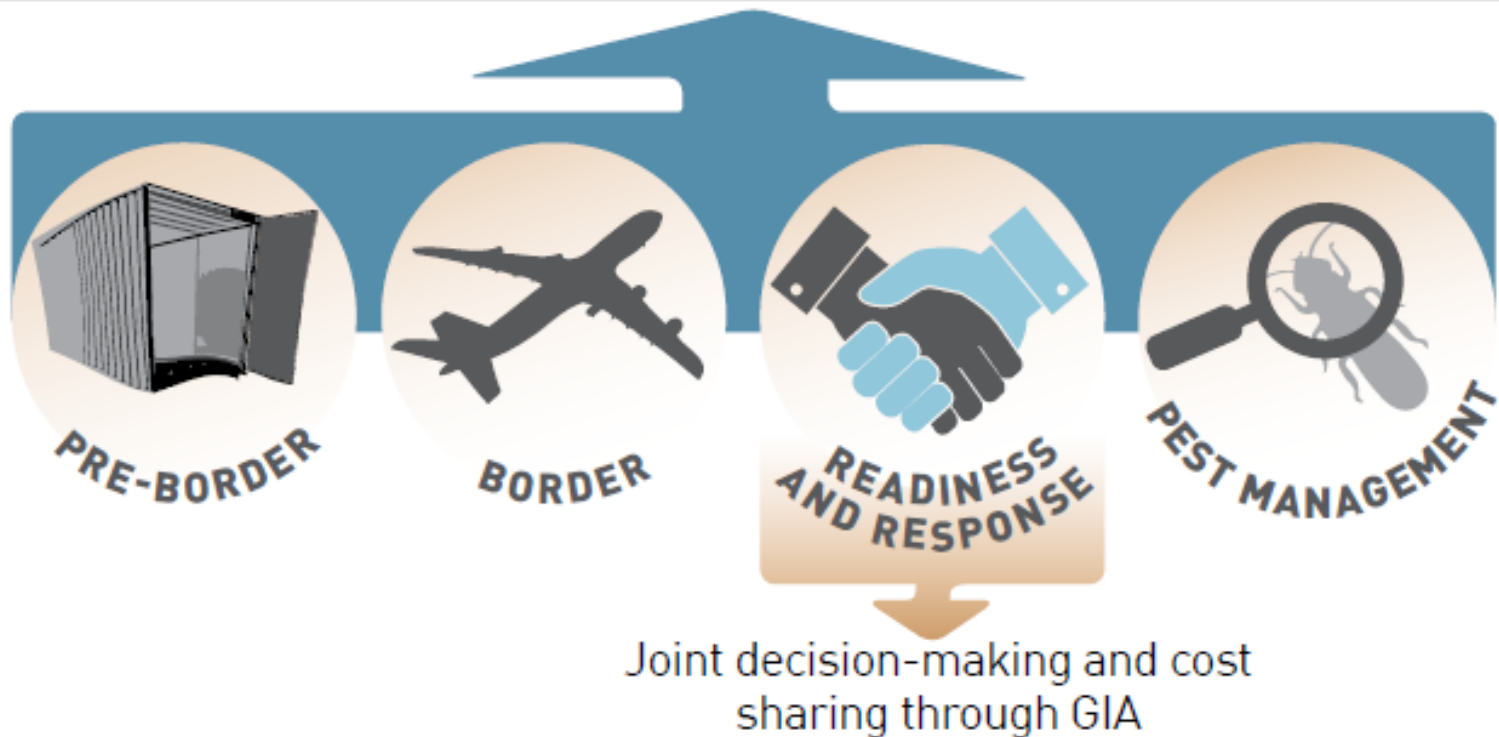 PRE-BORDER
BORDER
READINESS
AND RESPONSE
PEST MANAGEMENT
Joint decision-making and cost
sharing through GIA